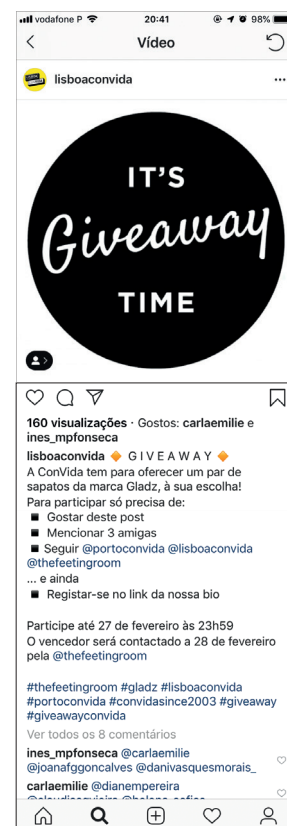 vodafone P 20:41 98%
Vídeo
lisboaconvida
IT'S
Giveaway
TIME
160 visualizações · Gostos: carlaemilie e
ines_mpfonseca
lisboaconvida 🔸 G I V E A W A Y 🔸
A ConVida tem para oferecer um par de
sapatos da marca Gladz, à sua escolha!
Para participar só precisa de:
◾ Gostar deste post
◾ Mencionar 3 amigas
◾ Seguir @portoconvida @lisboaconvida
@thefeetingroom
... e ainda
◾ Registar-se no link da nossa bio
Participe até 27 de fevereiro às 23h59
O vencedor será contactado a 28 de fevereiro
pela @thefeetingroom
#thefeetingroom #gladz #lisboaconvida
#portoconvida #convidasince2003 #giveaway
#giveawayconvida
Ver todos os 8 comentários
ines_mpfonseca @carlaemilie
@joanafggoncalves @danivasquesmorais_
carlaemilie @dianempereira